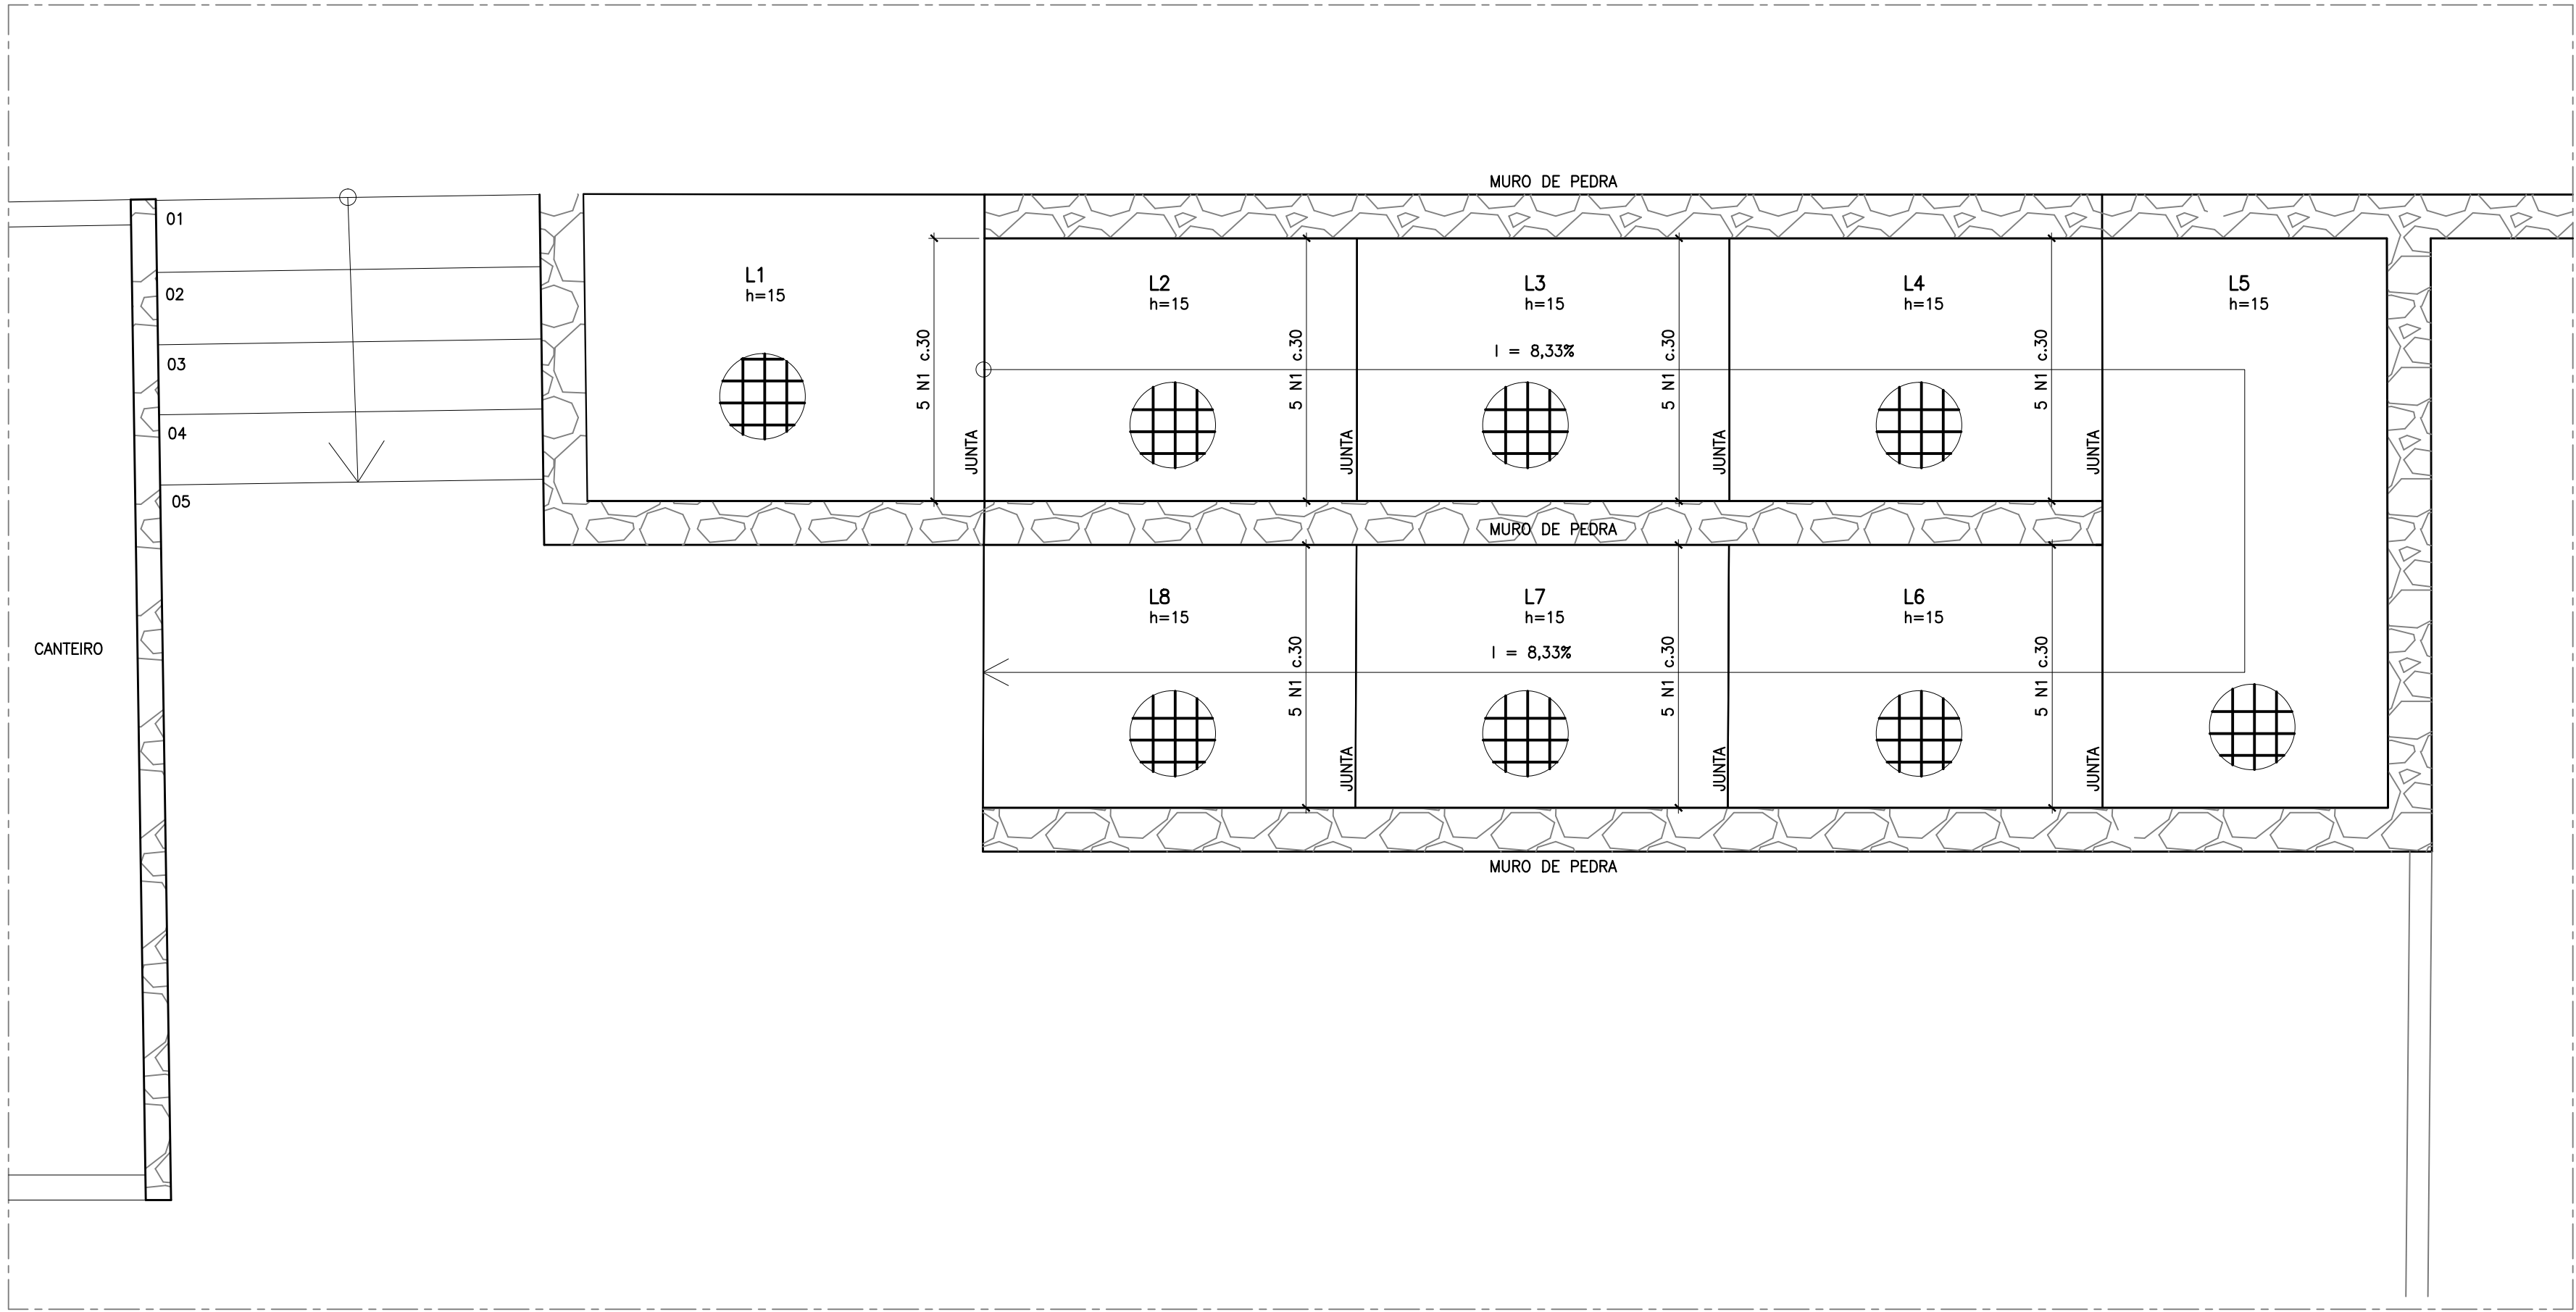 MURO DE PEDRA
01
02
03
04
05
L1
h=15
L2
h=15
L3
h=15
L4
h=15
L5
h=15
I = 8,33%
5 N1 c.30
5 N1 c.30
5 N1 c.30
5 N1 c.30
JUNTA
JUNTA
JUNTA
JUNTA
MURO DE PEDRA
L8
h=15
L7
h=15
L6
h=15
CANTEIRO
I = 8,33%
5 N1 c.30
5 N1 c.30
5 N1 c.30
JUNTA
JUNTA
JUNTA
MURO DE PEDRA